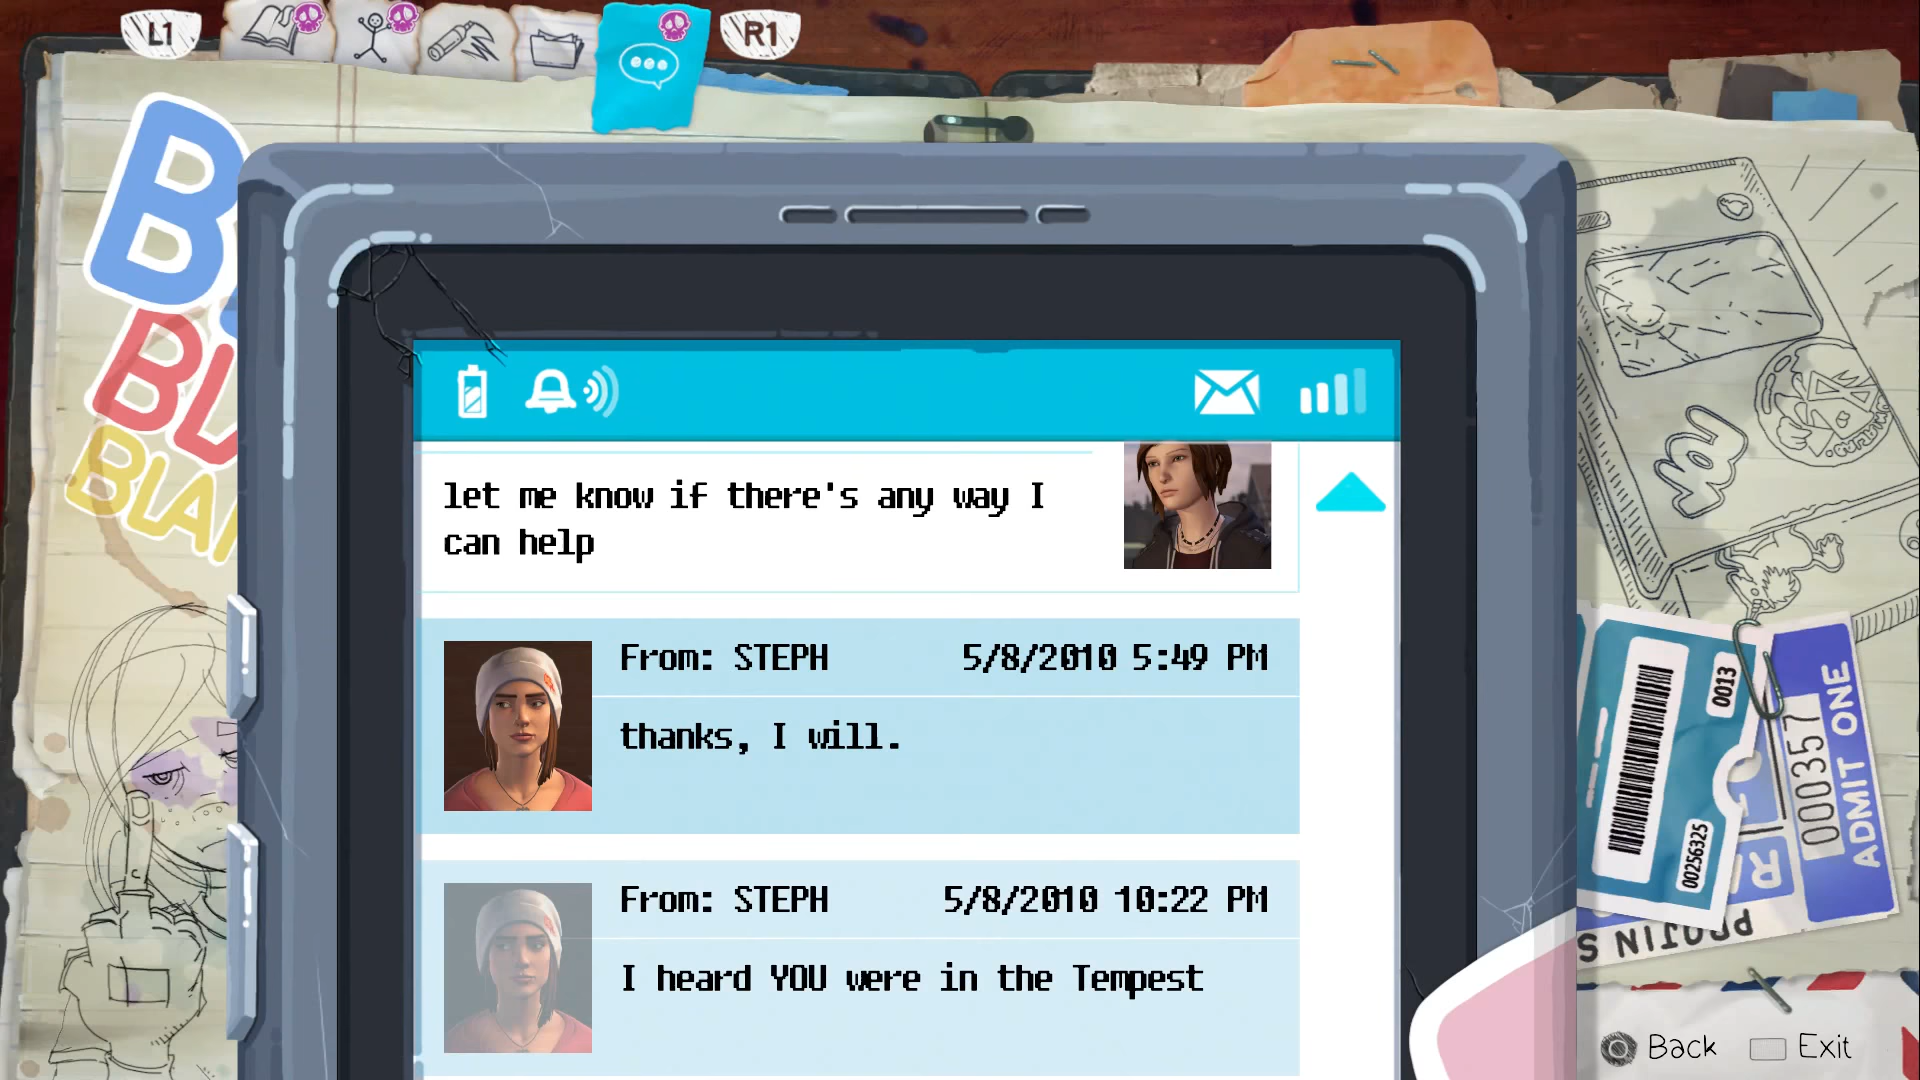 L1
R1
BLA
BLA
let me know if there's any way I
can help
From: STEPH 5/8/2010 5:49 PM
thanks, I will.
From: STEPH 5/8/2010 10:22 PM
I heard YOU were in the Tempest
0013
00256325
000357
ADMIT ONE
Back
Exit